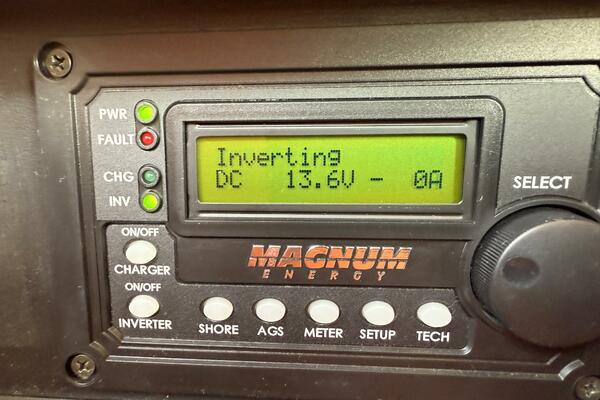 PWR
FAULT
CHG
INV
Inverting
DC 13.6V - 0A
SELECT
ON/OFF
CHARGER
ON/OFF
INVERTER
MAGNUM
ENERGY
SHORE AGS METER SETUP TECH